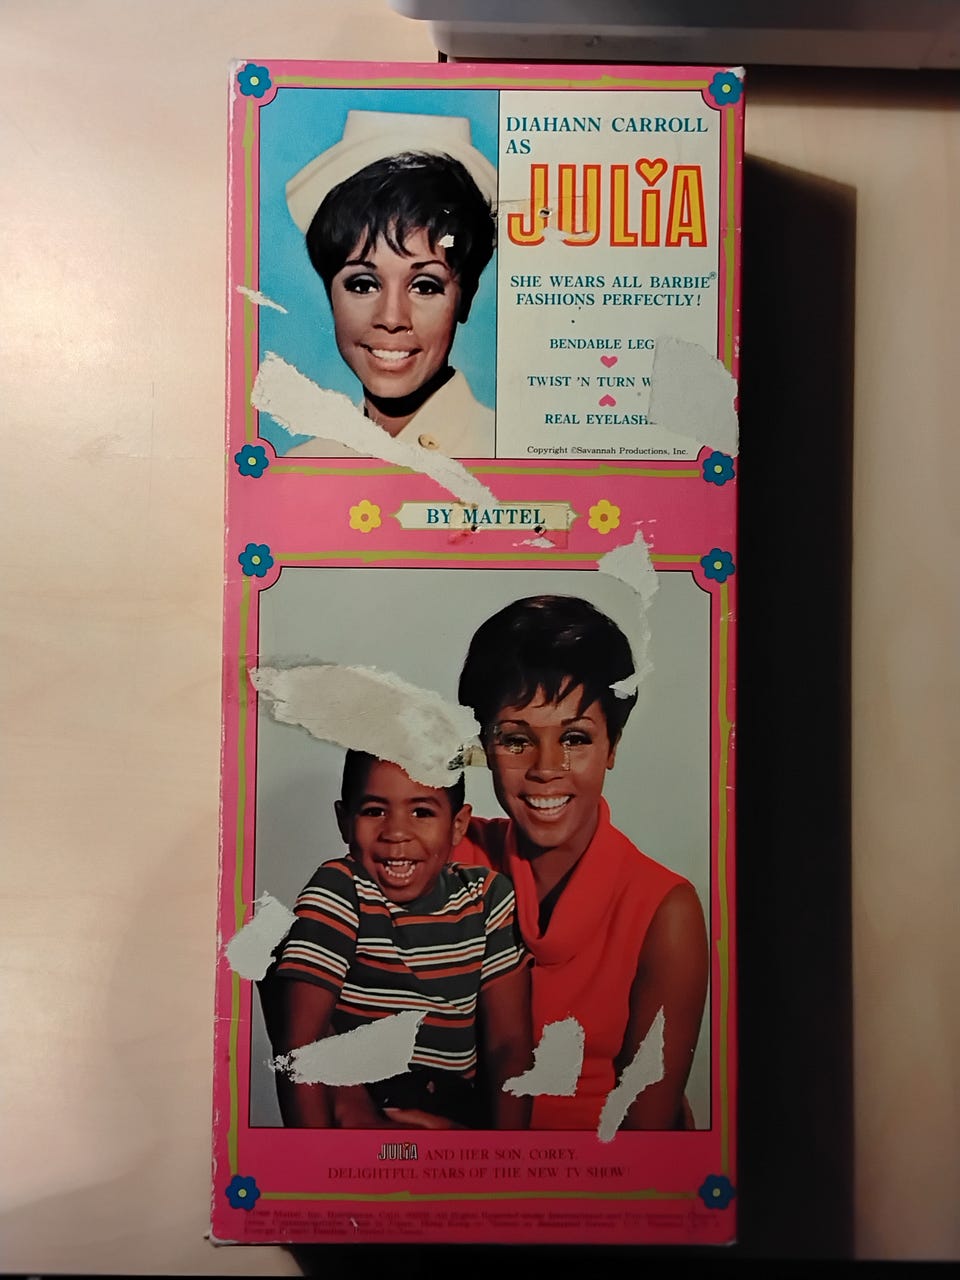 DIAHANN CARROLL
AS
JULiA
SHE WEARS ALL BARBIE®
FASHIONS PERFECTLY!
BENDABLE LEG
TWIST 'N TURN W
REAL EYELASH
Copyright ©Savannah Productions, Inc.
BY MATTEL
JULiA AND HER SON, COREY,
DELIGHTFUL STARS OF THE NEW TV SHOW!